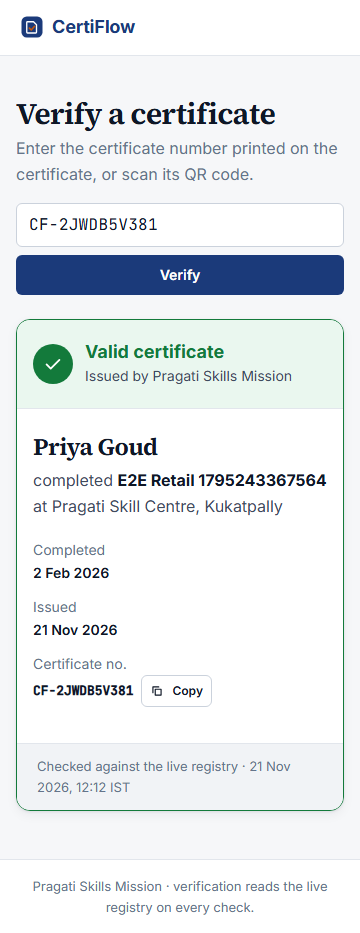 CertiFlow
Verify a certificate
Enter the certificate number printed on the
certificate, or scan its QR code.
CF-2JWDB5V381
Verify
Valid certificate
Issued by Pragati Skills Mission
Priya Goud
completed E2E Retail 1795243367564
at Pragati Skill Centre, Kukatpally
Completed
2 Feb 2026
Issued
21 Nov 2026
Certificate no.
CF-2JWDB5V381
Copy
Checked against the live registry · 21 Nov
2026, 12:12 IST
Pragati Skills Mission · verification reads the live
registry on every check.